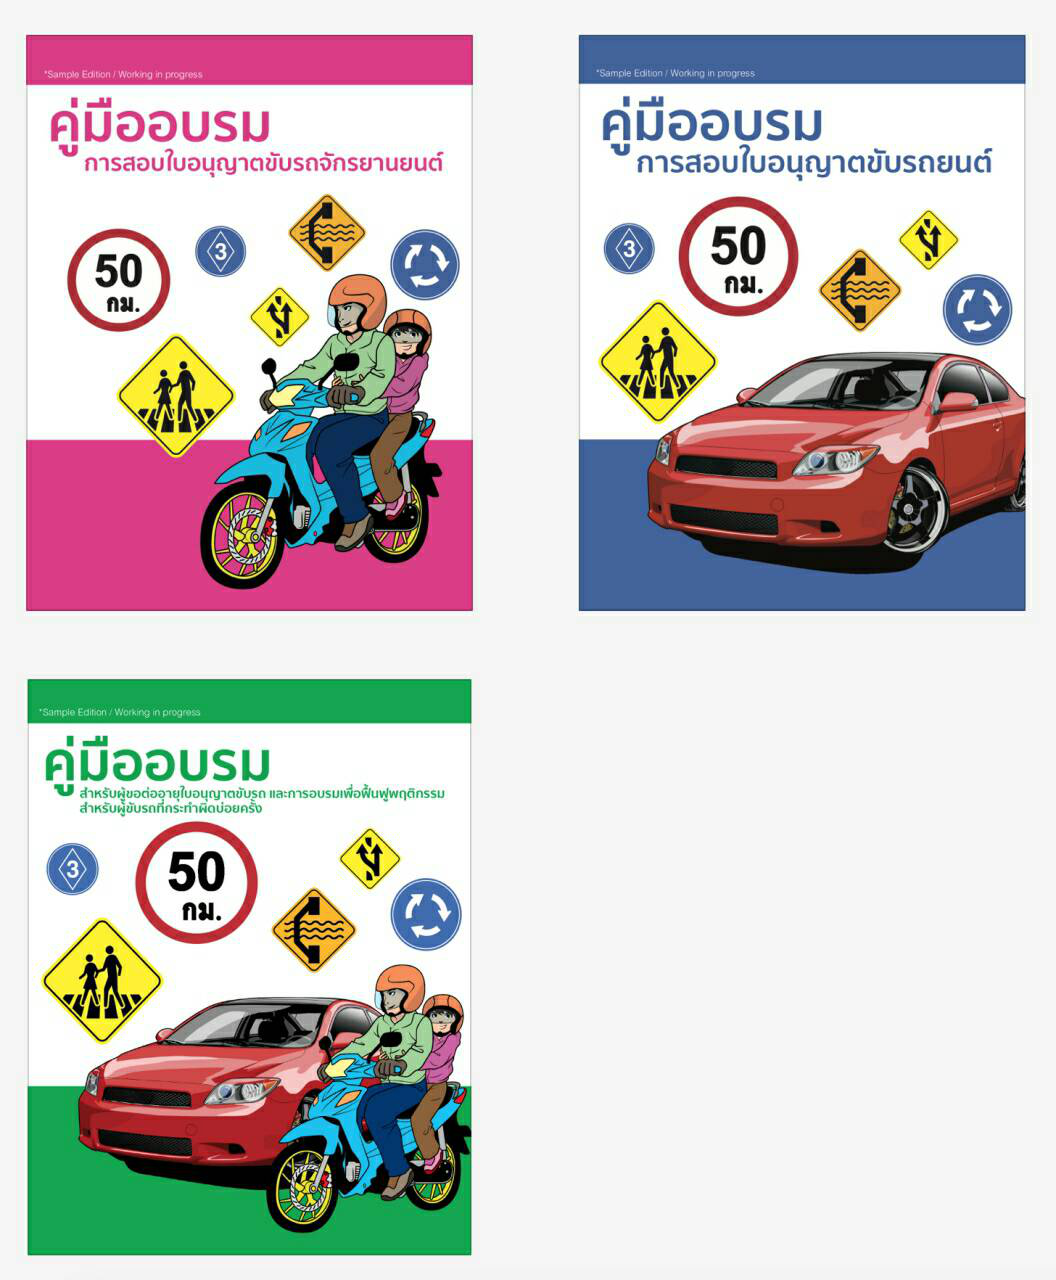 *Sample Edition / Working in progress
คู่มืออบรม
การสอบใบอนุญาตขับรถจักรยานยนต์
3
50
กม.
*Sample Edition / Working in progress
คู่มืออบรม
การสอบใบอนุญาตขับรถยนต์
3
50
กม.
*Sample Edition / Working in progress
คู่มืออบรม
สำหรับผู้ขอต่ออายุใบอนุญาตขับรถ และการอบรมเพื่อฟื้นฟูพฤติกรรม
สำหรับผู้ขับรถที่กระทำผิดบ่อยครั้ง
3
50
กม.